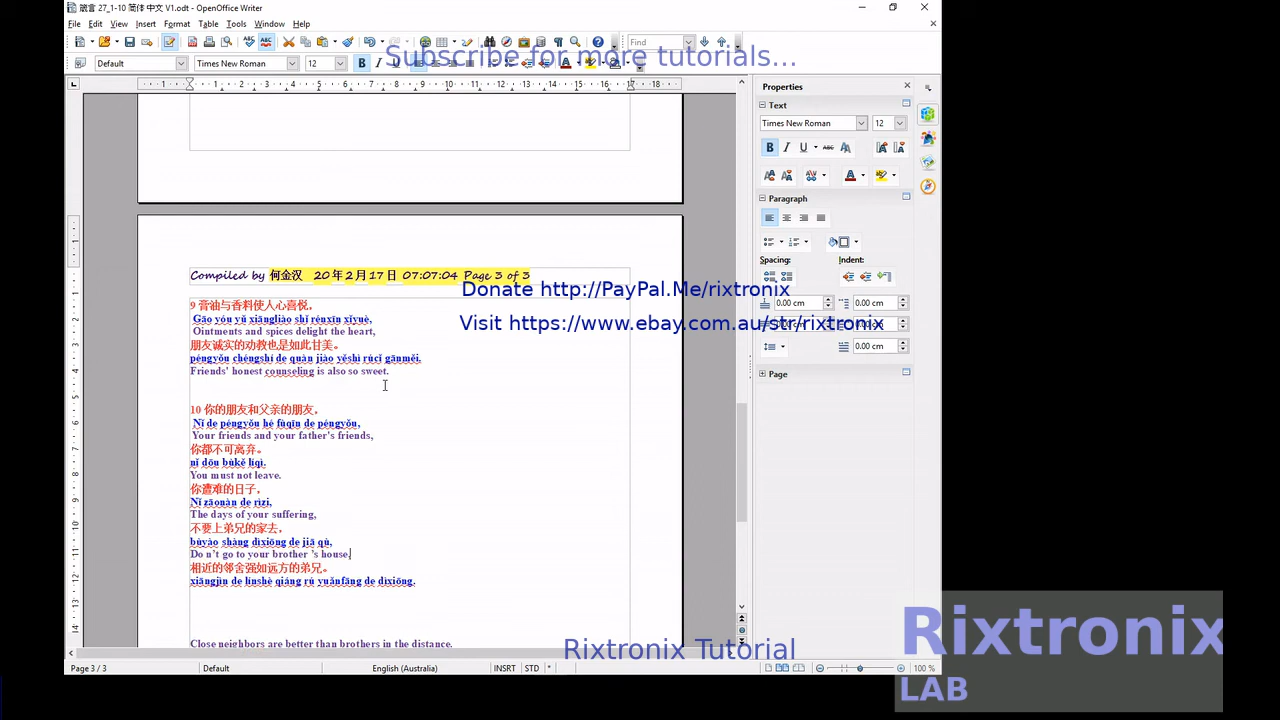 箴言 27_1-10 简体 中文 V1.odt - OpenOffice Writer
File Edit View Insert Format Table Tools Window Help
Find
Subscribe for more tutorials...
Default Times New Roman 12
Properties
Text
Times New Roman 12
Paragraph
Spacing: Indent:
0.00 cm 0.00 cm
0.00 cm 0.00 cm
0.00 cm
Page
Compiled by 何金汉 20年2月17日 07:07:04 Page 3 of 3
Donate http://PayPal.Me/rixtronix
Visit https://www.ebay.com.au/str/rixtronix
9 膏油与香料使人心喜悦，
Gāo yóu yǔ xiāngliào shǐ rénxīn xǐyuè,
Ointments and spices delight the heart,
朋友诚实的劝教也是如此甘美。
péngyǒu chéngshí de quàn jiào yěshì rúcǐ gānměi.
Friends' honest counseling is also so sweet.
10 你的朋友和父亲的朋友，
Nǐ de péngyǒu hé fùqīn de péngyǒu,
Your friends and your father's friends,
你都不可离弃。
nǐ dōu bùkě líqì.
You must not leave.
你遭难的日子，
Nǐ zāonàn de rìzi,
The days of your suffering,
不要上弟兄的家去，
bùyào shàng dìxiōng de jiā qù,
Do n't go to your brother 's house.
相近的邻舍强如远方的弟兄。
xiāngjìn de línshè qiáng rú yuǎnfāng de dìxiōng.
Close neighbors are better than brothers in the distance.
Rixtronix Tutorial
Rixtronix
LAB
Page 3 / 3 Default English (Australia) INSRT STD * 100 %